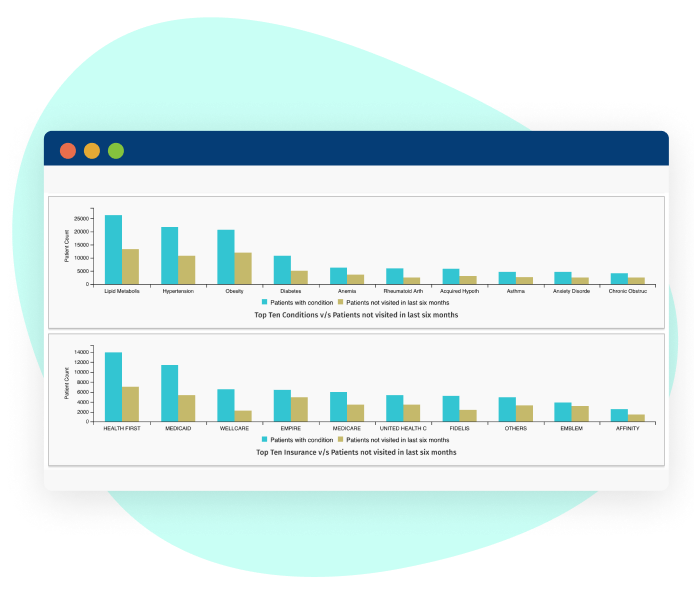 Patient Count
25000
20000
15000
10000
5000
0
Lipid Metabolis Hypertension Obesity Diabetes Anemia Rheumatoid Arth Acquired Hypoth Asthma Anxiety Disorde Chronic Obstruc
Patients with condition Patients not visited in last six months
Top Ten Conditions v/s Patients not visited in last six months
Patient Count
14000
12000
10000
8000
6000
4000
2000
0
HEALTH FIRST MEDICAID WELLCARE EMPIRE MEDICARE UNITED HEALTH C FIDELIS OTHERS EMBLEM AFFINITY
Patients with condition Patients not visited in last six months
Top Ten Insurance v/s Patients not visited in last six months